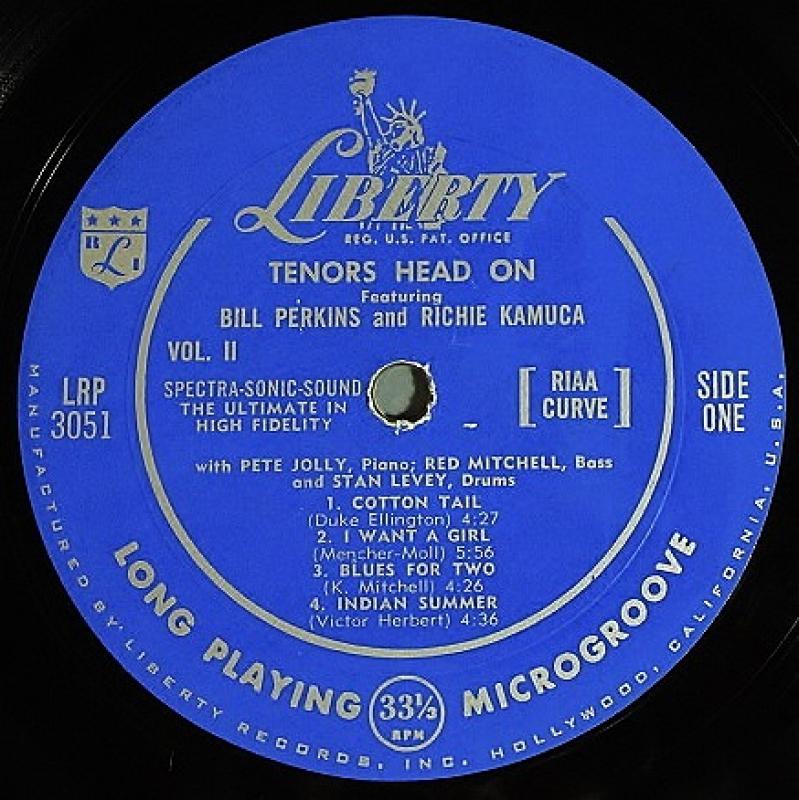 LIBERTY
REG. U.S. PAT. OFFICE
B L I
TENORS HEAD ON
Featuring
BILL PERKINS and RICHIE KAMUCA
VOL. II
LRP
3051
SPECTRA-SONIC-SOUND
THE ULTIMATE IN
HIGH FIDELITY
[ RIAA
CURVE ]
SIDE
ONE
with PETE JOLLY, Piano; RED MITCHELL, Bass
and STAN LEVEY, Drums
1. COTTON TAIL
(Duke Ellington) 4:27
2. I WANT A GIRL
(Mencher-Moll) 5:56
3. BLUES FOR TWO
(K. Mitchell) 4:26
4. INDIAN SUMMER
(Victor Herbert) 4:36
LONG PLAYING 33⅓ RPM MICROGROOVE
MANUFACTURED BY LIBERTY RECORDS, INC. HOLLYWOOD, CALIFORNIA, U.S.A.